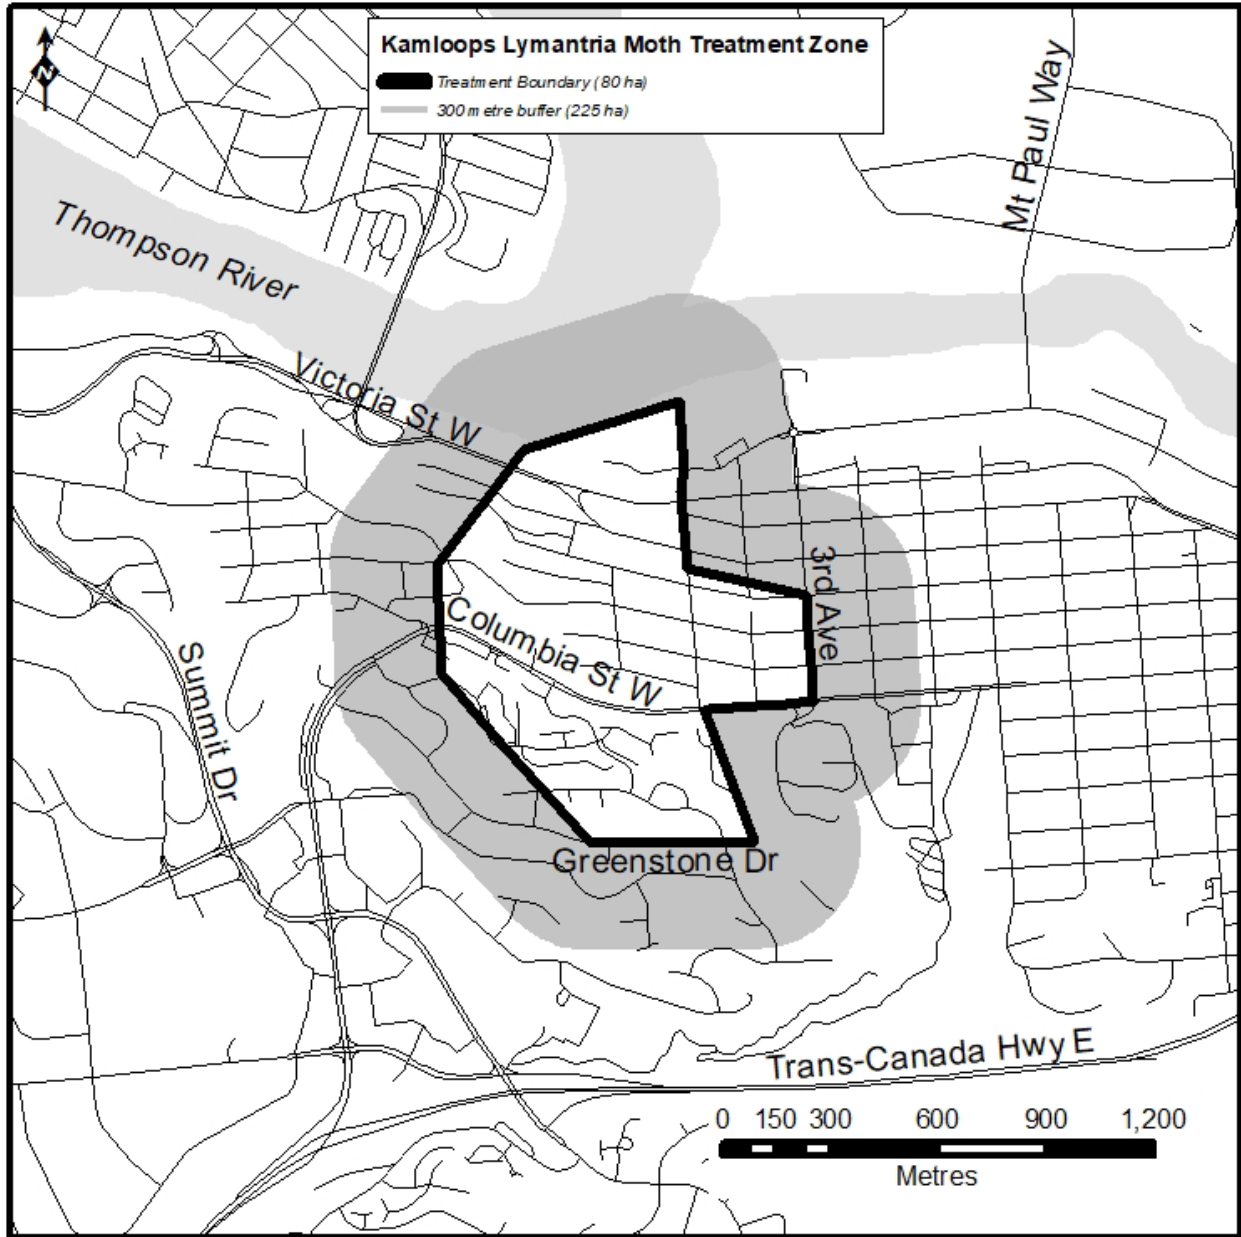 Kamloops Lymantria Moth Treatment Zone
N
Treatment Boundary (80 ha)
300 metre buffer (225 ha)
Mt Paul Way
Thompson River
Victoria St W
3rd Ave
Columbia St W
Summit Dr
Greenstone Dr
Trans-Canada Hwy E
0 150 300 600 900 1,200
Metres